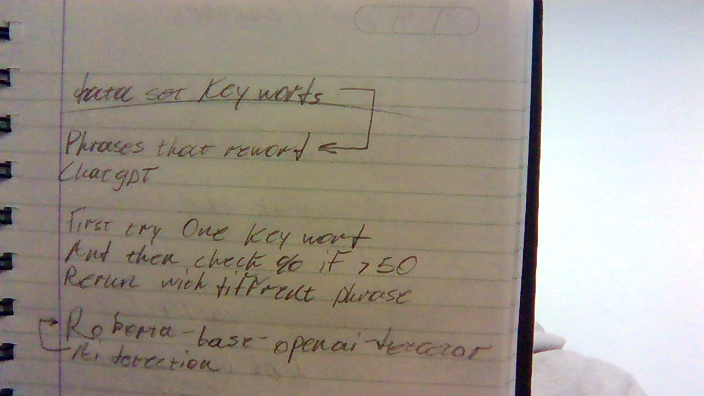 data set Key words
Phrases that reword
Chatgpt
First try One Key word
And then check % if >50
Rerun with different phrase
Roberta-base-openai-detector
Ai detection